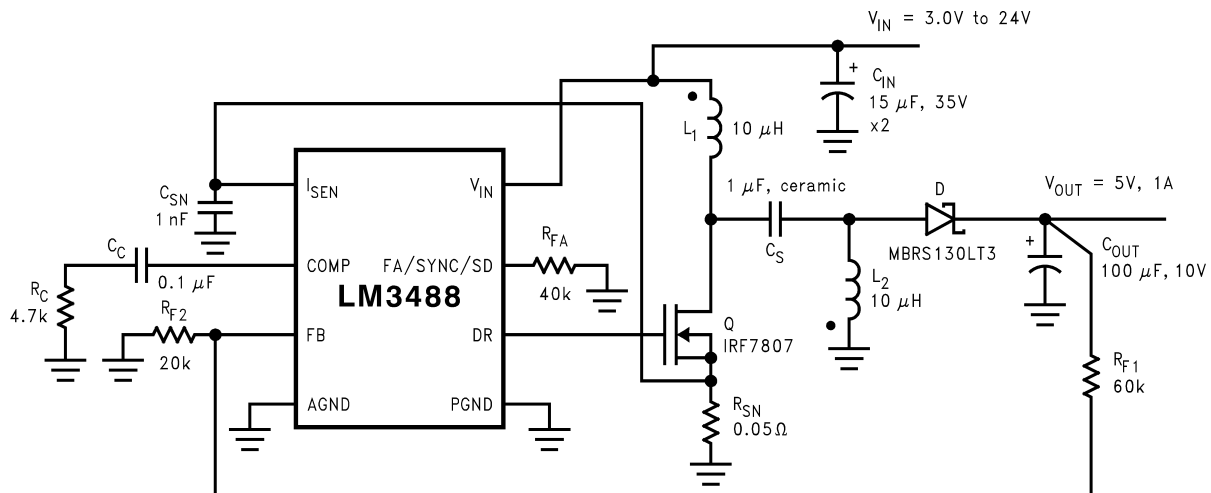 V_IN = 3.0V to 24V
C_IN
15 μF, 35V
x2
L_1
10 μH
I_SEN
V_IN
C_SN
1 nF
1 μF, ceramic
C_S
D
MBRS130LT3
V_OUT = 5V, 1A
C_OUT
100 μF, 10V
C_C
0.1 μF
COMP
FA/SYNC/SD
R_FA
40k
LM3488
R_C
4.7k
R_F2
20k
FB
DR
Q
IRF7807
L_2
10 μH
R_F1
60k
AGND
PGND
R_SN
0.05Ω